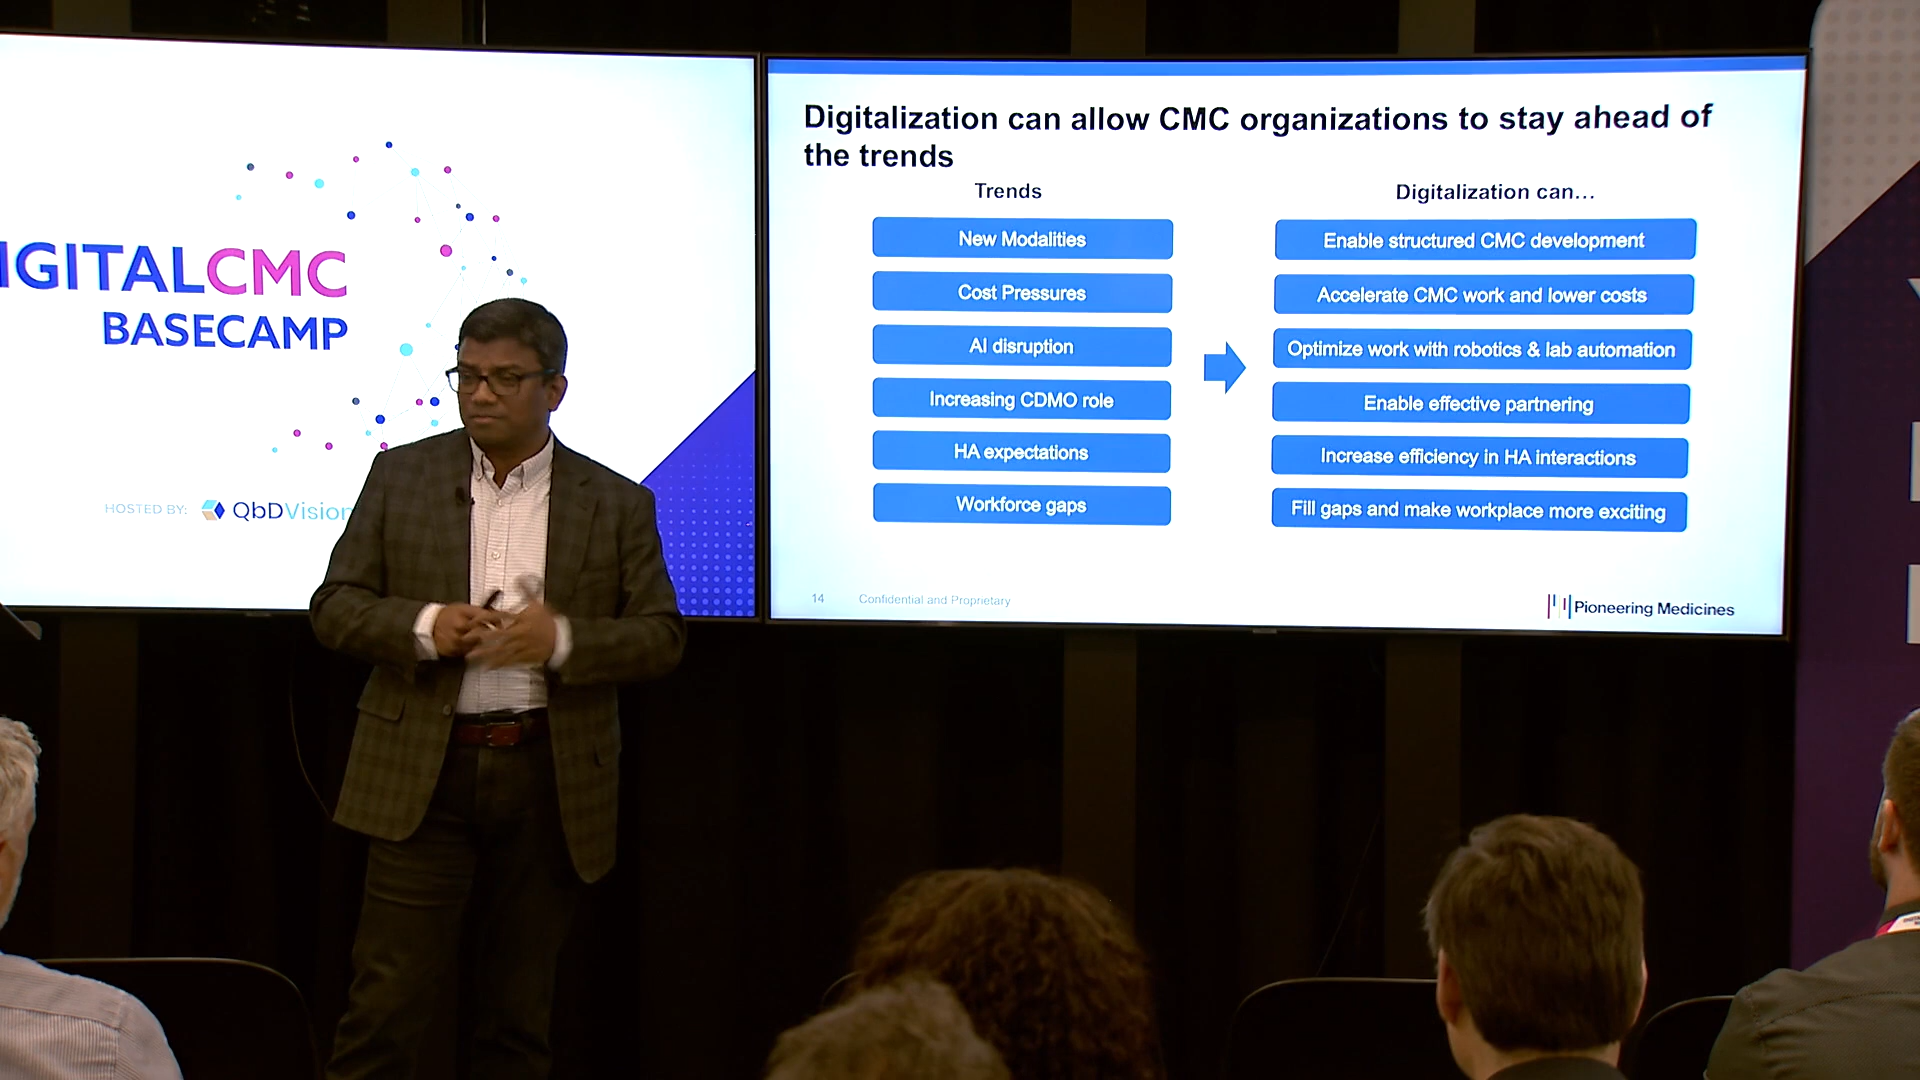 IGITALCMC
BASECAMP
HOSTED BY: QbDVision
Digitalization can allow CMC organizations to stay ahead of
the trends
Trends
New Modalities
Cost Pressures
AI disruption
Increasing CDMO role
HA expectations
Workforce gaps
Digitalization can...
Enable structured CMC development
Accelerate CMC work and lower costs
Optimize work with robotics & lab automation
Enable effective partnering
Increase efficiency in HA interactions
Fill gaps and make workplace more exciting
14 Confidential and Proprietary
Pioneering Medicines